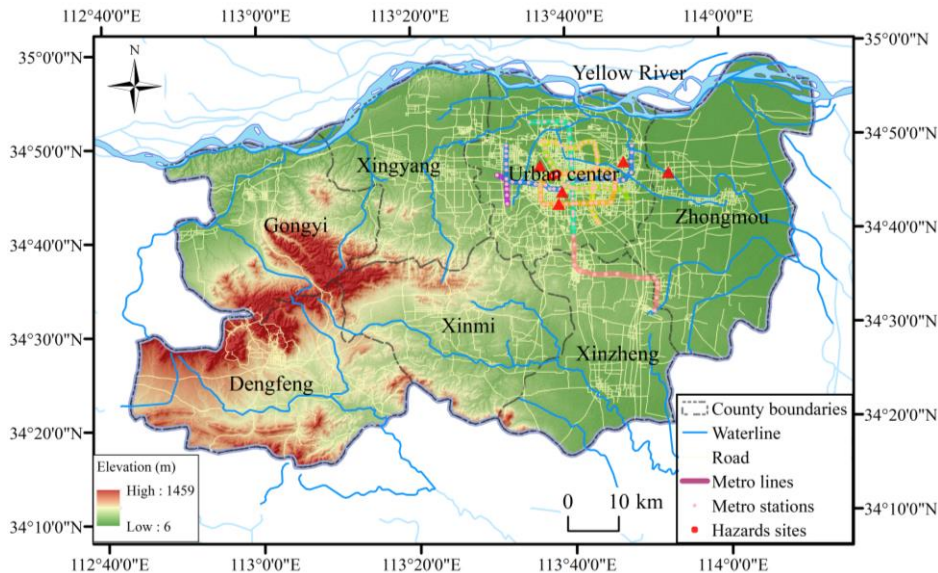 112°40'0"E 113°0'0"E 113°20'0"E 113°40'0"E 114°0'0"E
35°0'0"N
34°50'0"N
34°40'0"N
34°30'0"N
34°20'0"N
34°10'0"N
35°0'0"N
34°50'0"N
34°40'0"N
34°30'0"N
34°20'0"N
34°10'0"N
N
Yellow River
Xingyang
Urban center
Zhongmou
Gongyi
Xinmi
Xinzheng
Dengfeng
Elevation (m)
High : 1459
Low : 6
0 10 km
County boundaries
Waterline
Road
Metro lines
Metro stations
Hazards sites
112°40'0"E 113°0'0"E 113°20'0"E 113°40'0"E 114°0'0"E